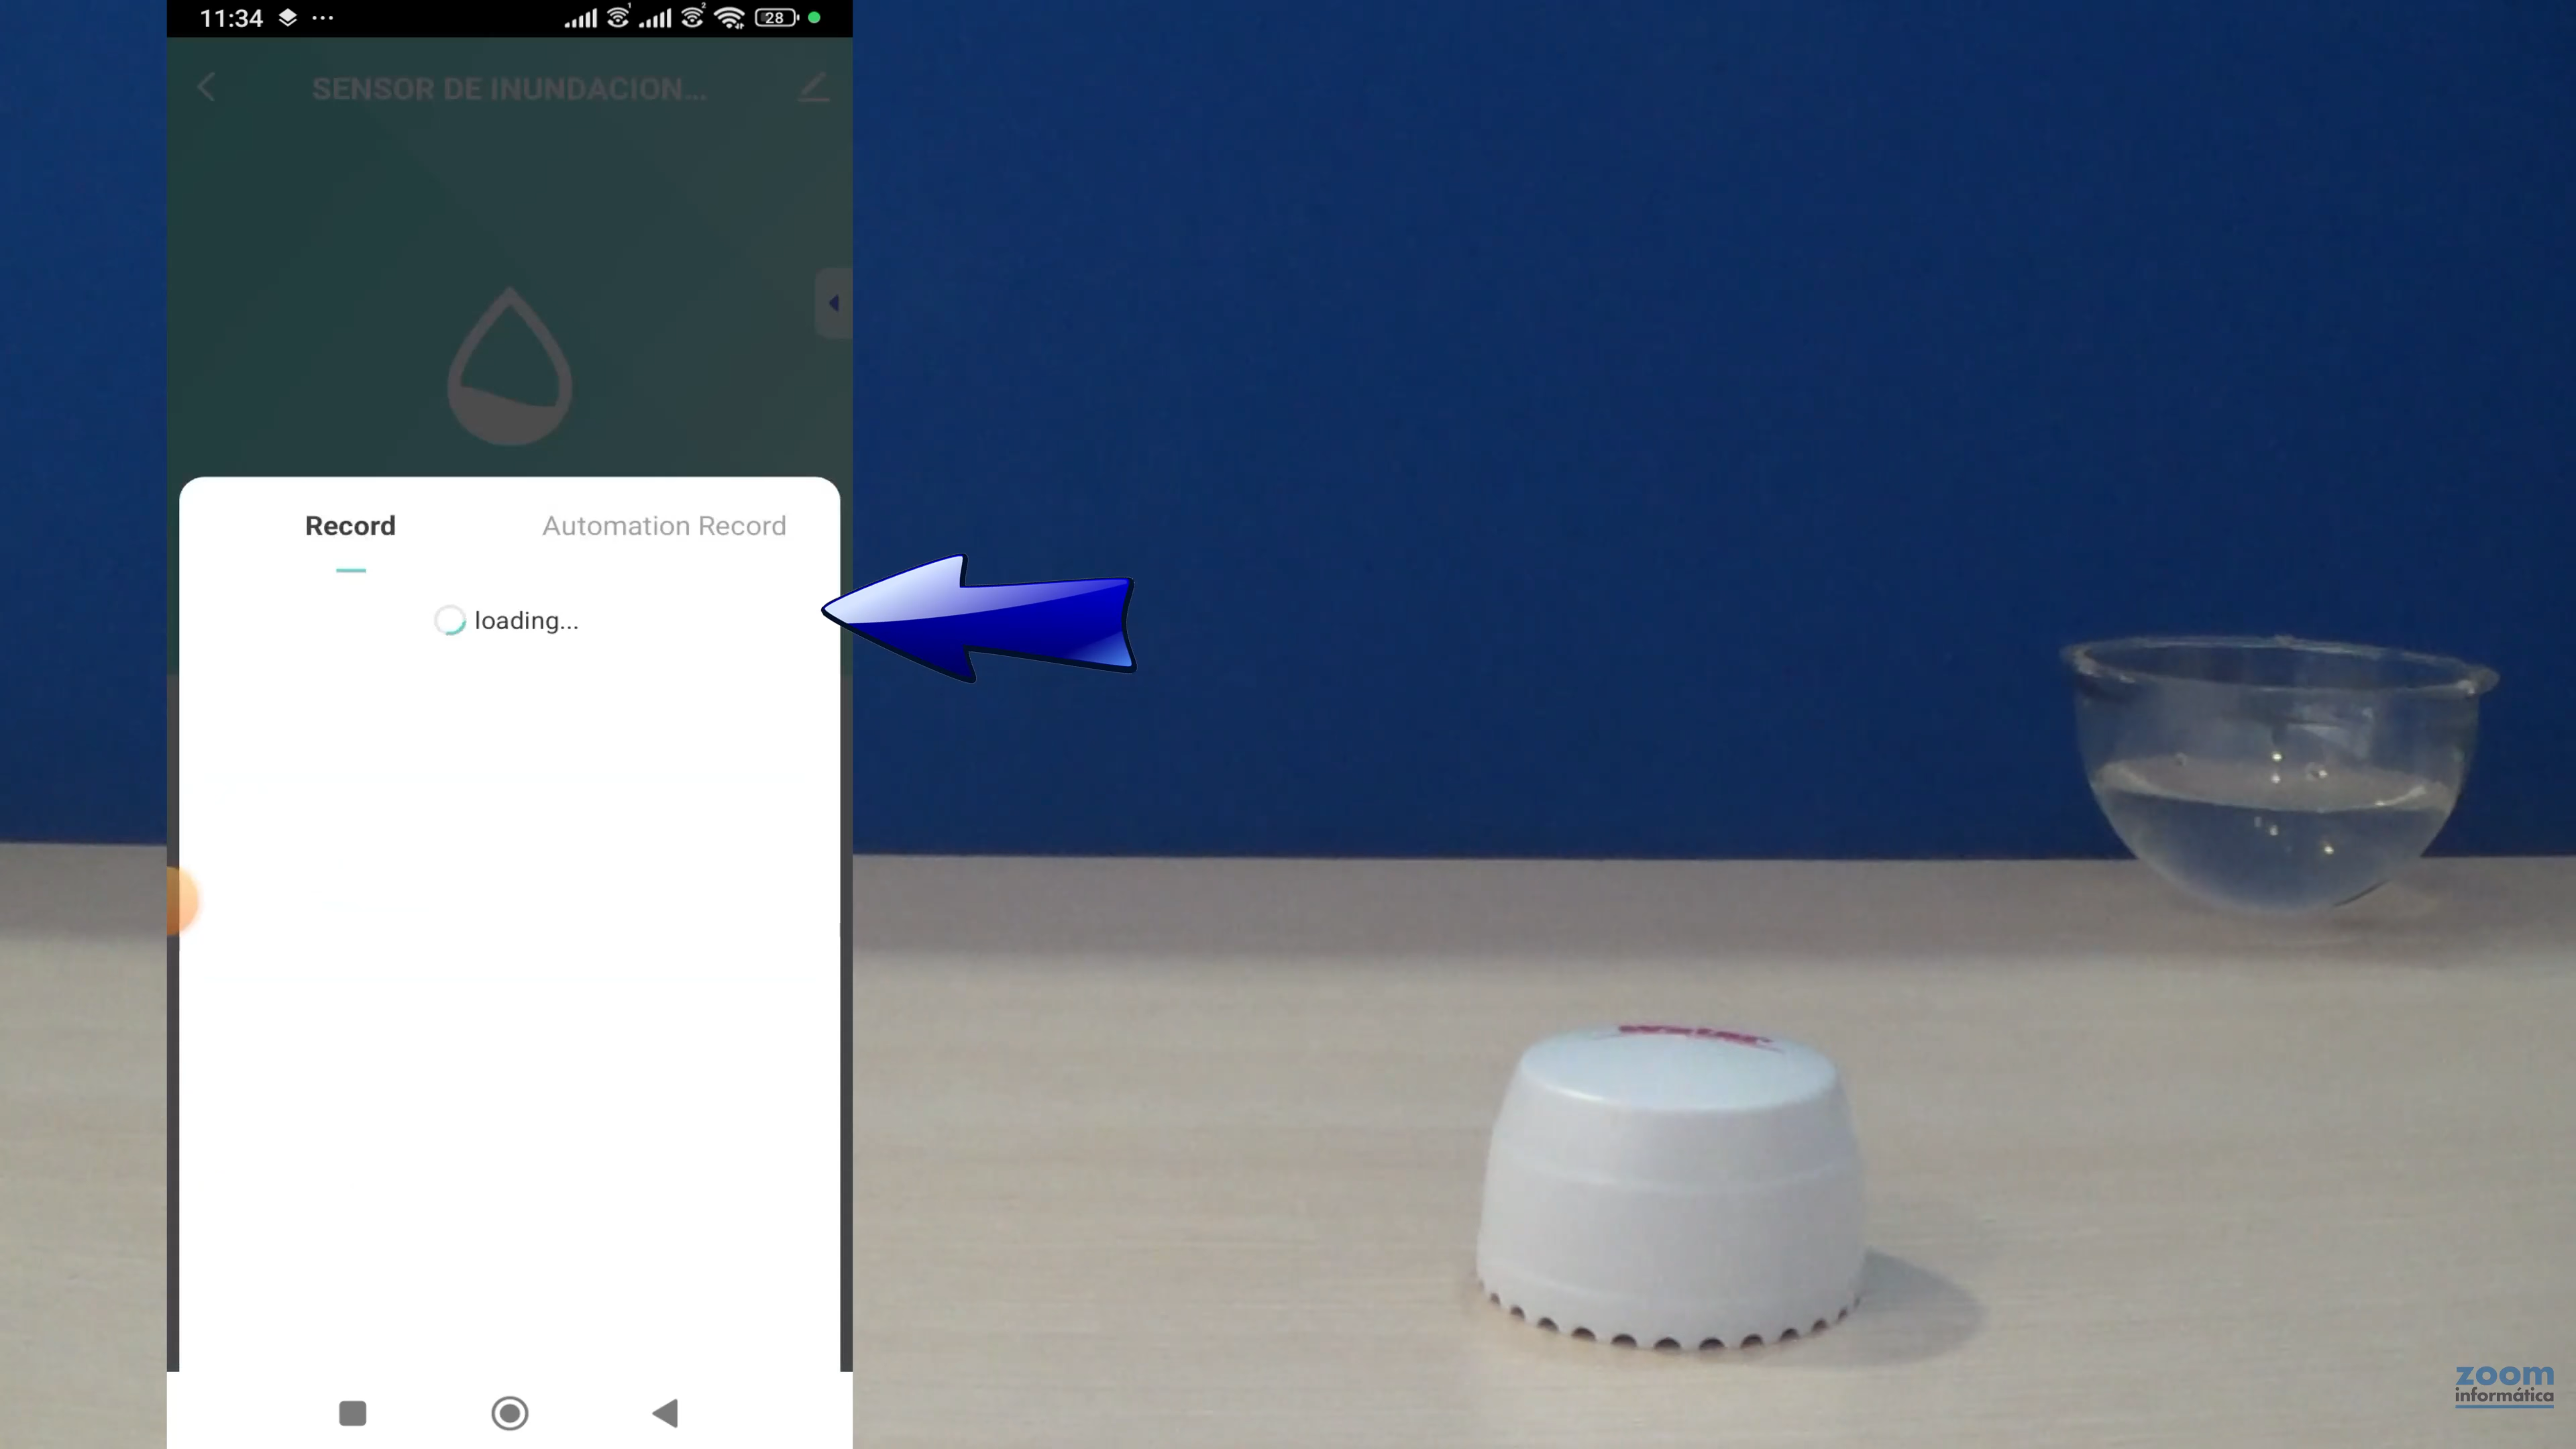 11:34
28
SENSOR DE INUNDACION...
Record
Automation Record
loading...
zoom
informática